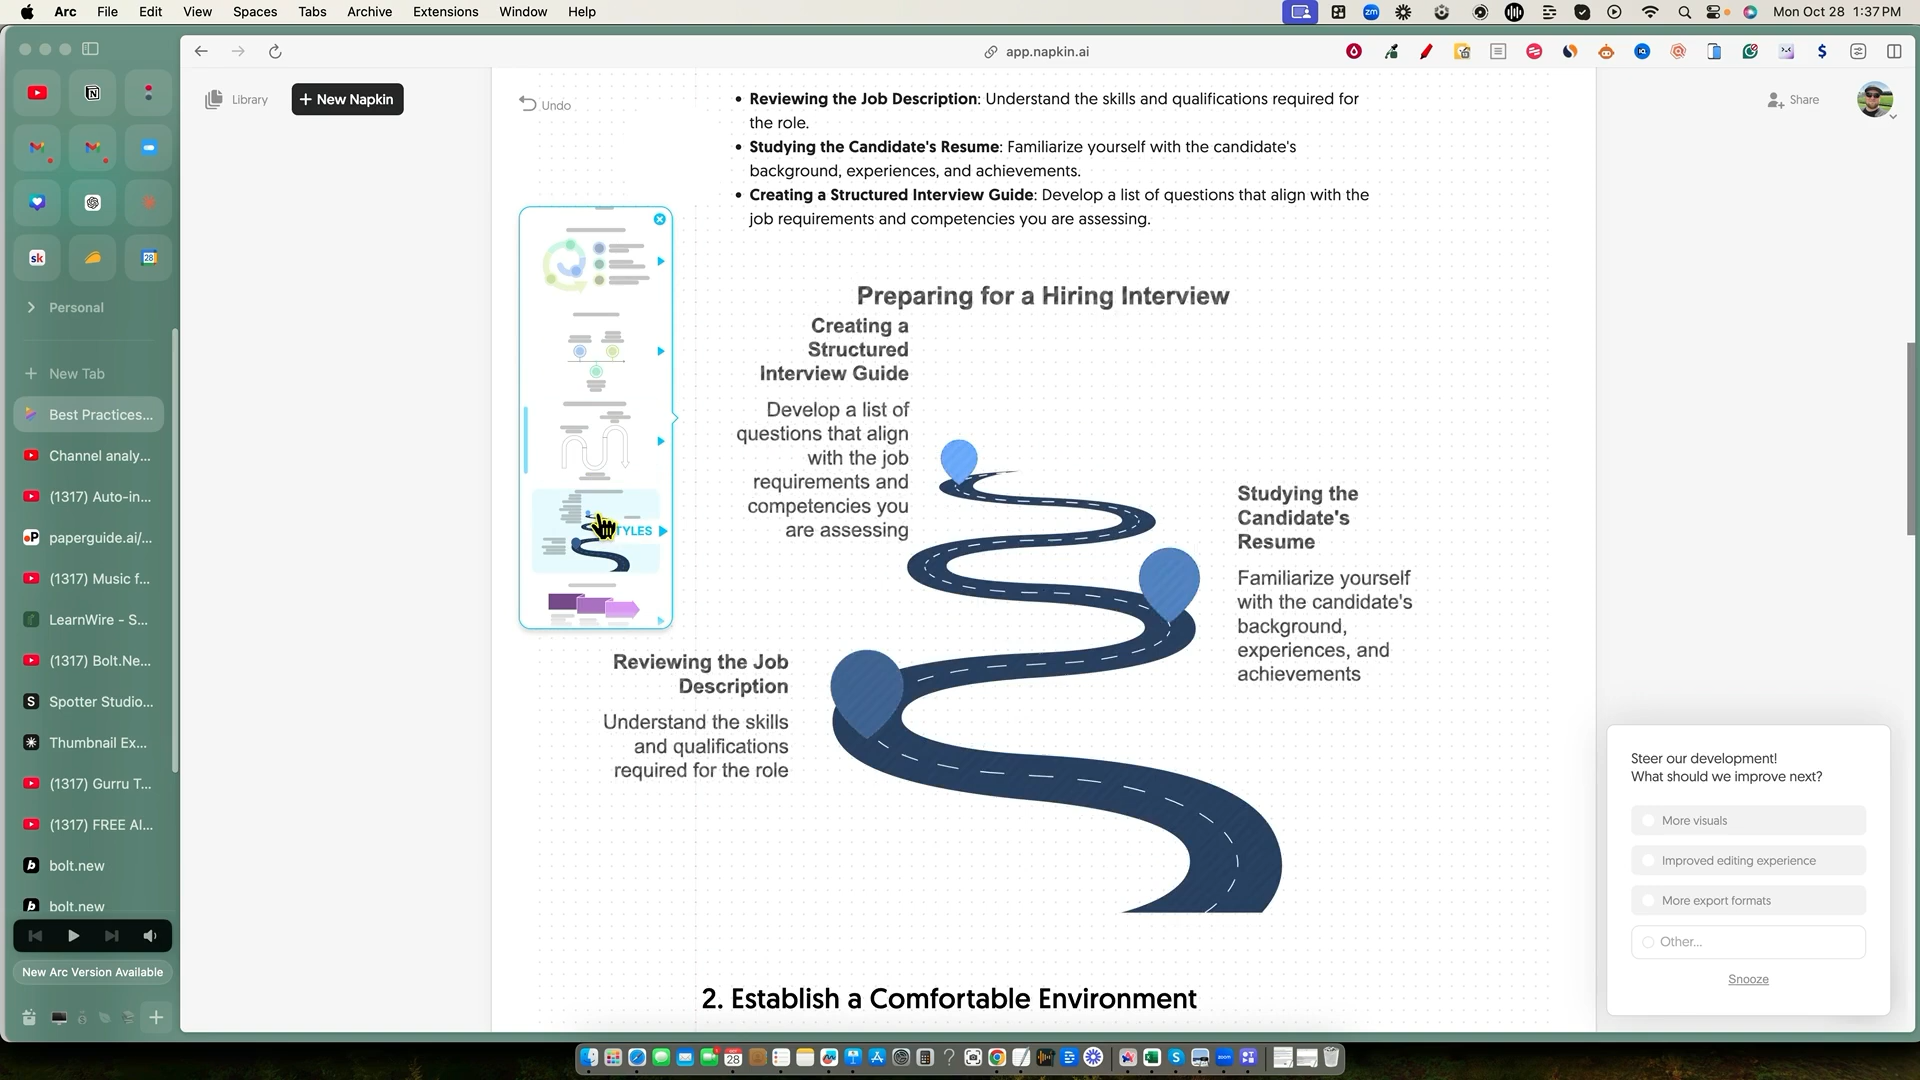 Arc File Edit View Spaces Tabs Archive Extensions Window Help
Mon Oct 28 1:37 PM
app.napkin.ai
Library
+ New Napkin
Undo
Share
Personal
New Tab
Best Practices...
Channel analy...
(1317) Auto-in...
paperguide.ai/...
(1317) Music f...
LearnWire - S...
(1317) Bolt.Ne...
Spotter Studio...
Thumbnail Ex...
(1317) Gurru T...
(1317) FREE AI...
bolt.new
bolt.new
New Arc Version Available
• Reviewing the Job Description: Understand the skills and qualifications required for
the role.
• Studying the Candidate's Resume: Familiarize yourself with the candidate's
background, experiences, and achievements.
• Creating a Structured Interview Guide: Develop a list of questions that align with the
job requirements and competencies you are assessing.
Preparing for a Hiring Interview
Creating a
Structured
Interview Guide
Develop a list of
questions that align
with the job
requirements and
competencies you
are assessing
Studying the
Candidate's
Resume
Familiarize yourself
with the candidate's
background,
experiences, and
achievements
Reviewing the Job
Description
Understand the skills
and qualifications
required for the role
2. Establish a Comfortable Environment
Steer our development!
What should we improve next?
More visuals
Improved editing experience
More export formats
Other...
Snooze